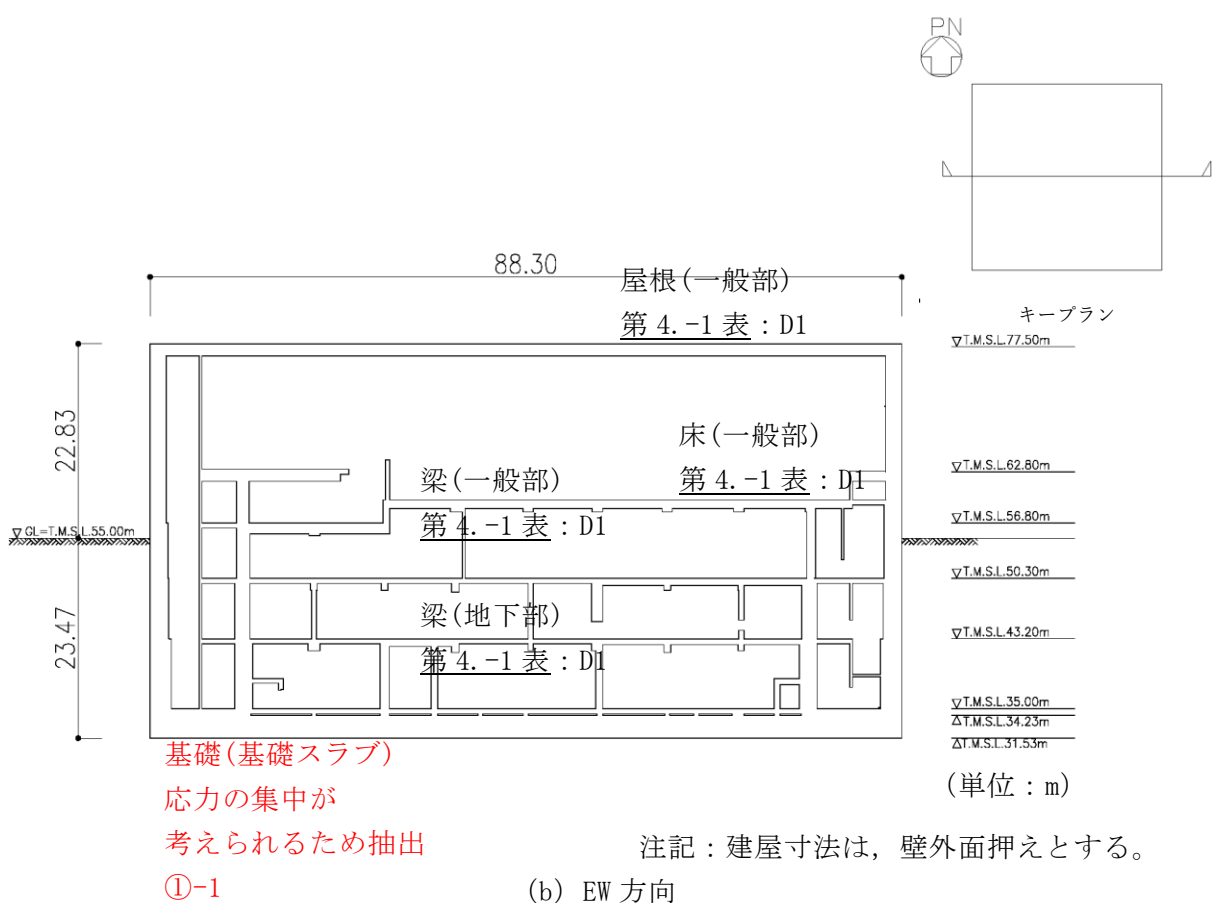 PN
88.30
屋根(一般部)
第 4.-1 表：D1
キープラン
▽T.M.S.L.77.50m
22.83
床(一般部)
第 4.-1 表：D1
▽T.M.S.L.62.80m
梁(一般部)
第 4.-1 表：D1
▽T.M.S.L.56.80m
▽GL=T.M.S.L.55.00m
▽T.M.S.L.50.30m
23.47
梁(地下部)
第 4.-1 表：D1
▽T.M.S.L.43.20m
▽T.M.S.L.35.00m
△T.M.S.L.34.23m
△T.M.S.L.31.53m
基礎(基礎スラブ)
応力の集中が
考えられるため抽出
①-1
(単位：m)
注記：建屋寸法は，壁外面押えとする。
(b) EW 方向